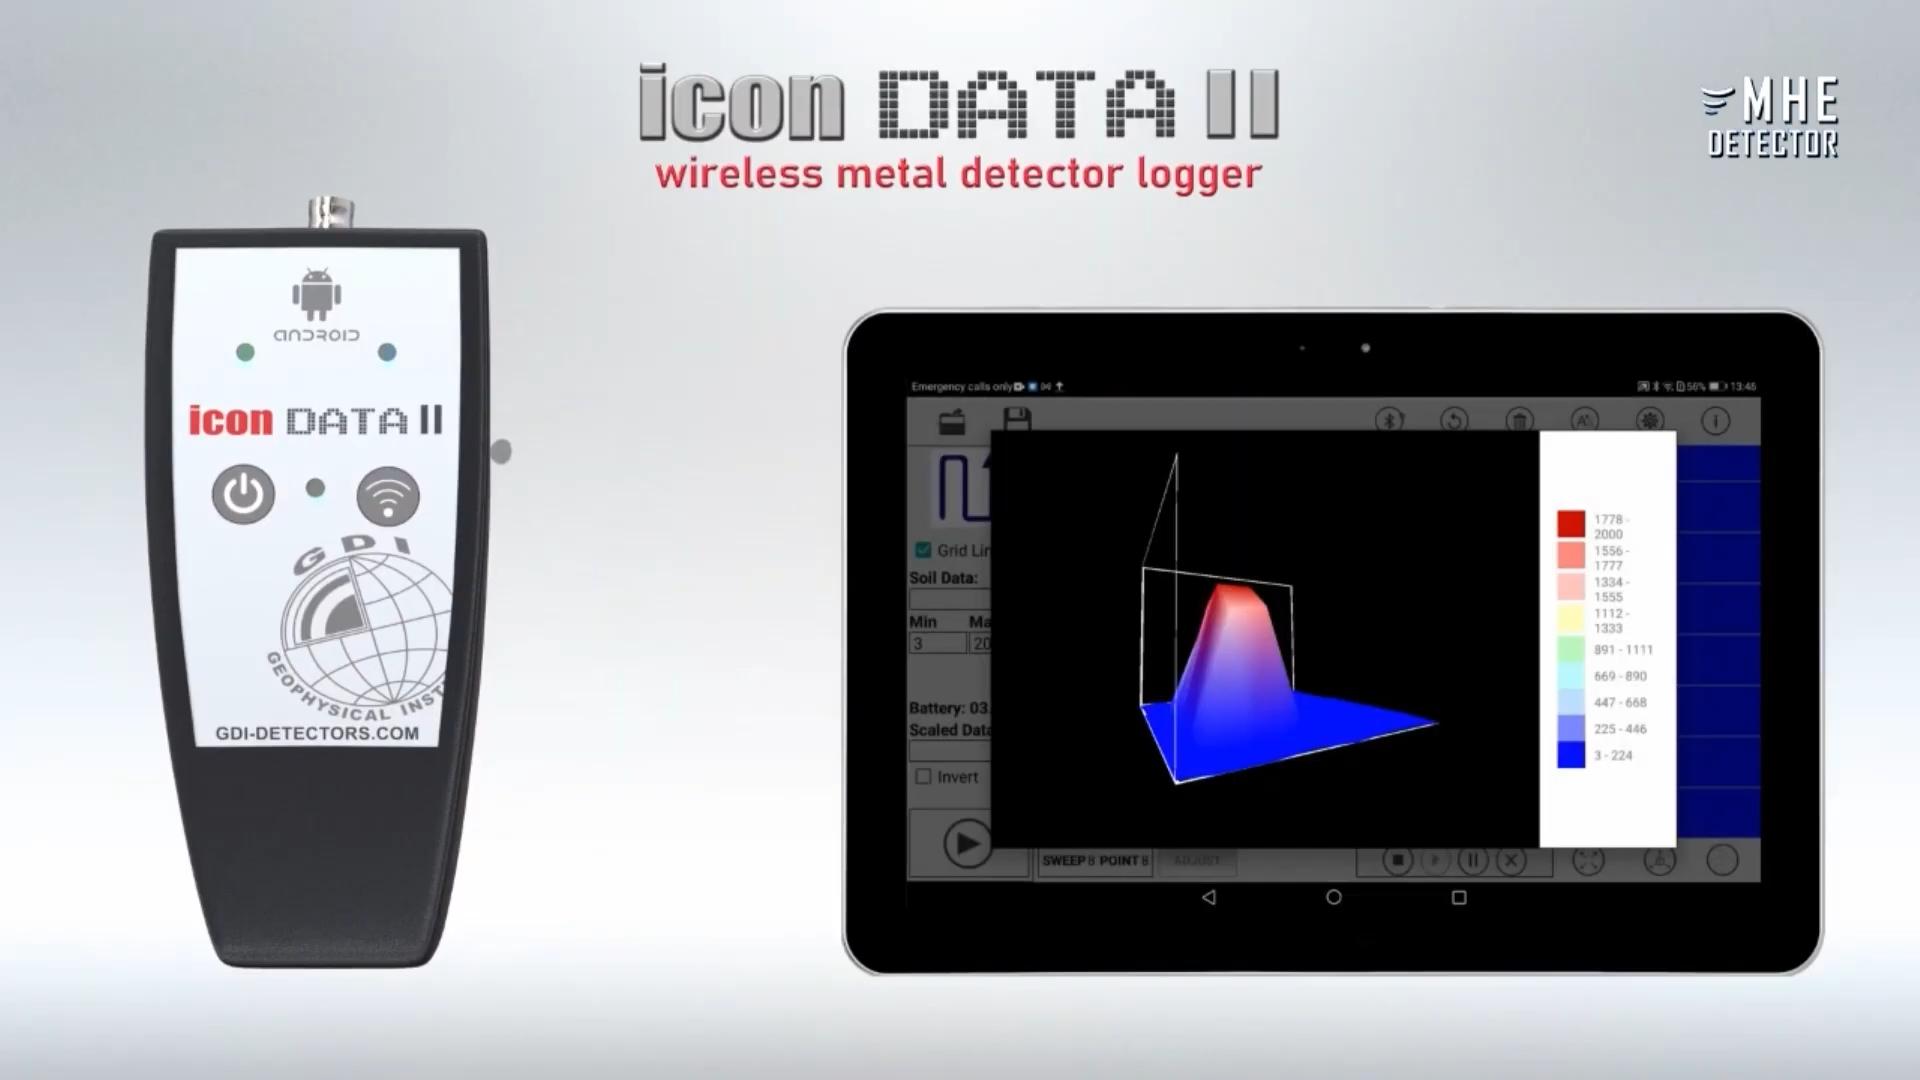 icon DATA II
wireless metal detector logger
MHE
DETECTOR
ANDROID
icon DATA II
GDI
GEOPHYSICAL INST
GDI-DETECTORS.COM
Emergency calls only
56% 13:46
Grid Lin
Soil Data:
Min Ma
3 20
Battery: 03.
Scaled Data
Invert
SWEEP 8 POINT 8
ADJUST
1778 -
2000
1556 -
1777
1334 -
1555
1112 -
1333
891 - 1111
669 - 890
447 - 668
225 - 446
3 - 224